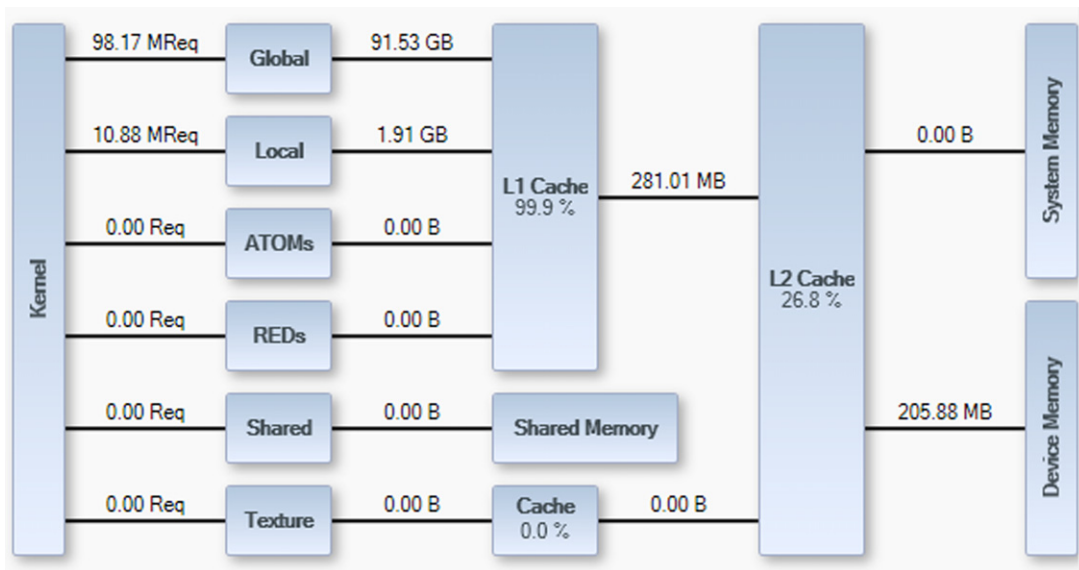 Kernel
98.17 MReq
Global
91.53 GB
10.88 MReq
Local
1.91 GB
0.00 Req
ATOMs
0.00 B
0.00 Req
REDs
0.00 B
0.00 Req
Shared
0.00 B
0.00 Req
Texture
0.00 B
L1 Cache
99.9 %
281.01 MB
Shared Memory
Cache
0.0 %
0.00 B
L2 Cache
26.8 %
0.00 B
System Memory
205.88 MB
Device Memory